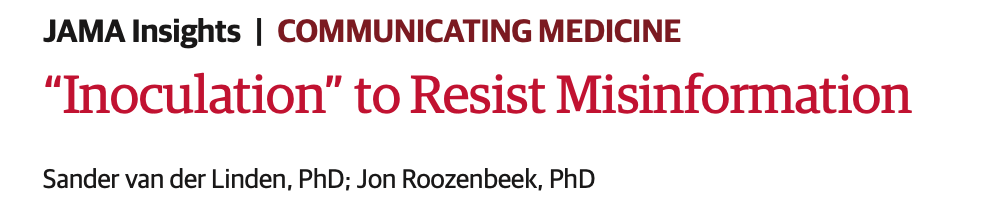 JAMA Insights | COMMUNICATING MEDICINE
“Inoculation” to Resist Misinformation
Sander van der Linden, PhD; Jon Roozenbeek, PhD